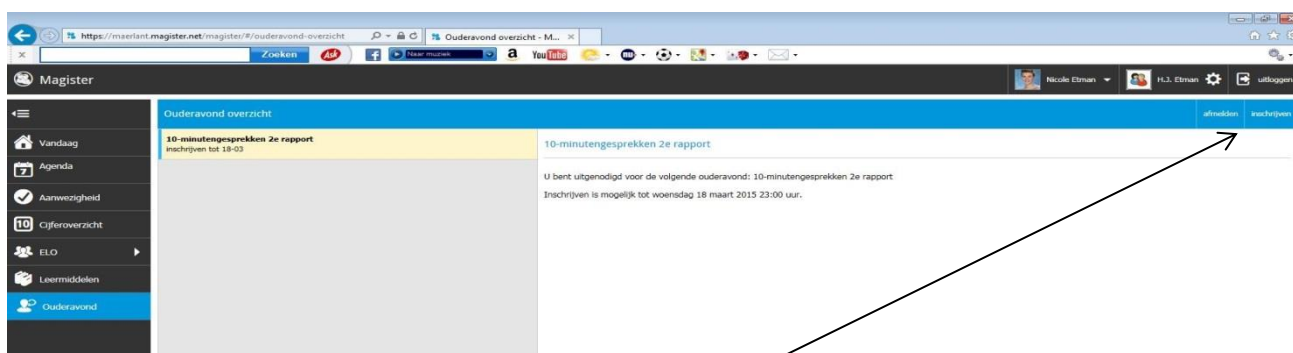 https://maerlant.magister.net/magister/#/ouderavond-overzicht
Ouderavond overzicht - M...
Zoeken
Ask
Naar muziek
a
YouTube
Magister
Nicole Etman
H.J. Etman
uitloggen
Ouderavond overzicht
afmelden
inschrijven
Vandaag
7 Agenda
Aanwezigheid
10 Cijferoverzicht
ELO
Leermiddelen
Ouderavond
10-minutengesprekken 2e rapport
inschrijven tot 18-03
10-minutengesprekken 2e rapport
U bent uitgenodigd voor de volgende ouderavond: 10-minutengesprekken 2e rapport
Inschrijven is mogelijk tot woensdag 18 maart 2015 23:00 uur.